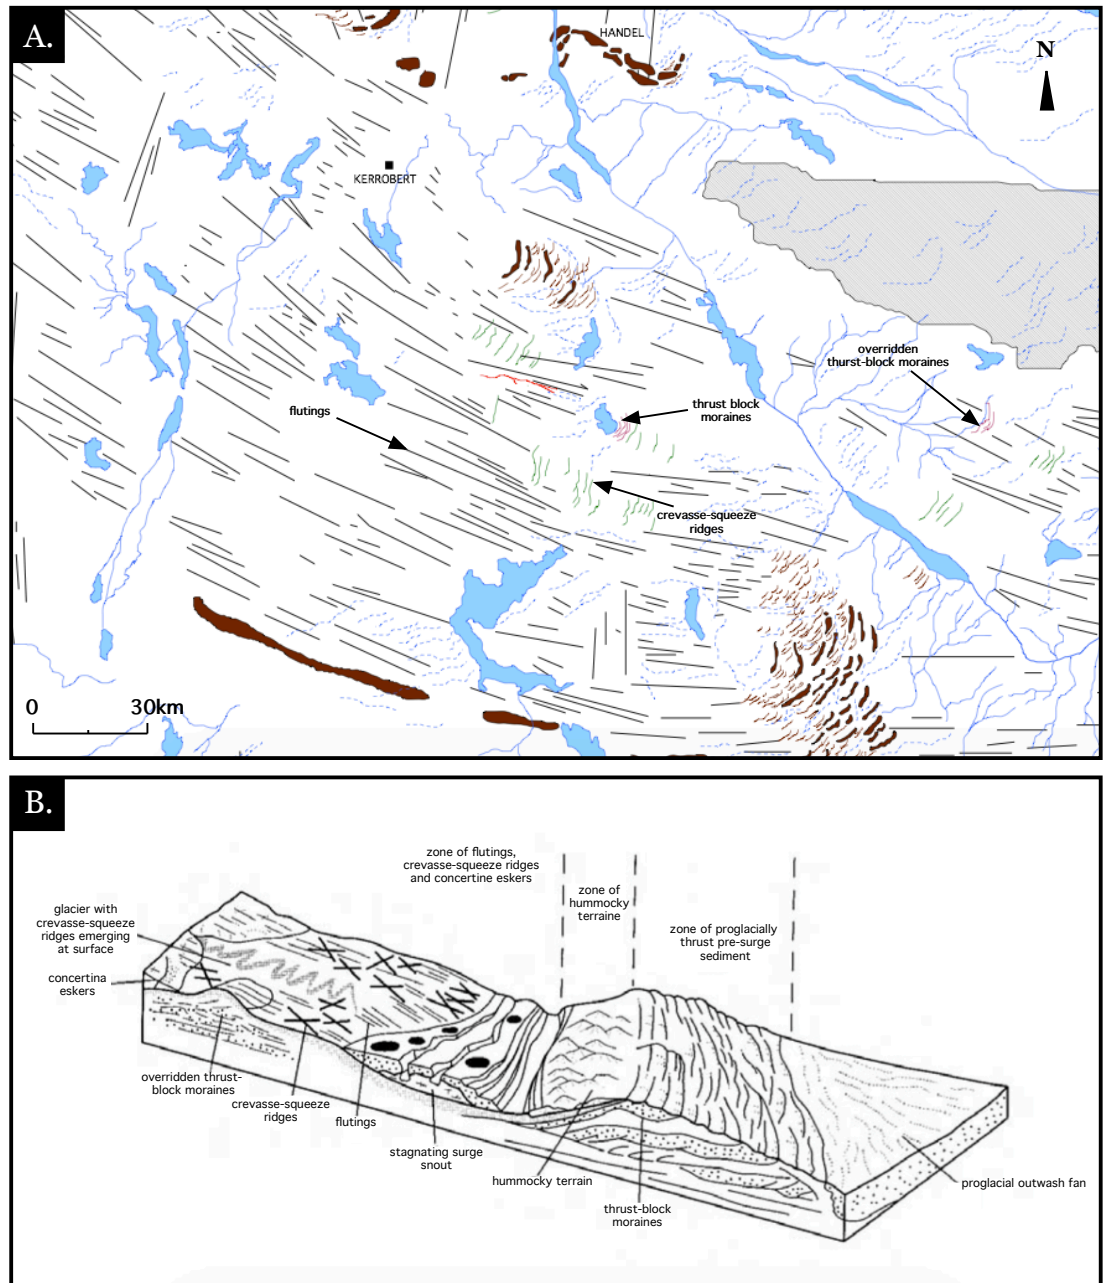 A.
HANDEL
N
KERROBERT
overridden
thurst-block moraines
flutings
thrust block
moraines
crevasse-squeeze
ridges
0 30km
B.
zone of flutings,
crevasse-squeeze ridges
and concertine eskers
zone of
hummocky
terraine
zone of proglacially
thrust pre-surge
sediment
glacier with
crevasse-squeeze
ridges emerging
at surface
concertina
eskers
overridden thrust-
block moraines
crevasse-squeeze
ridges
flutings
stagnating surge
snout
hummocky terrain
thrust-block
moraines
proglacial outwash fan